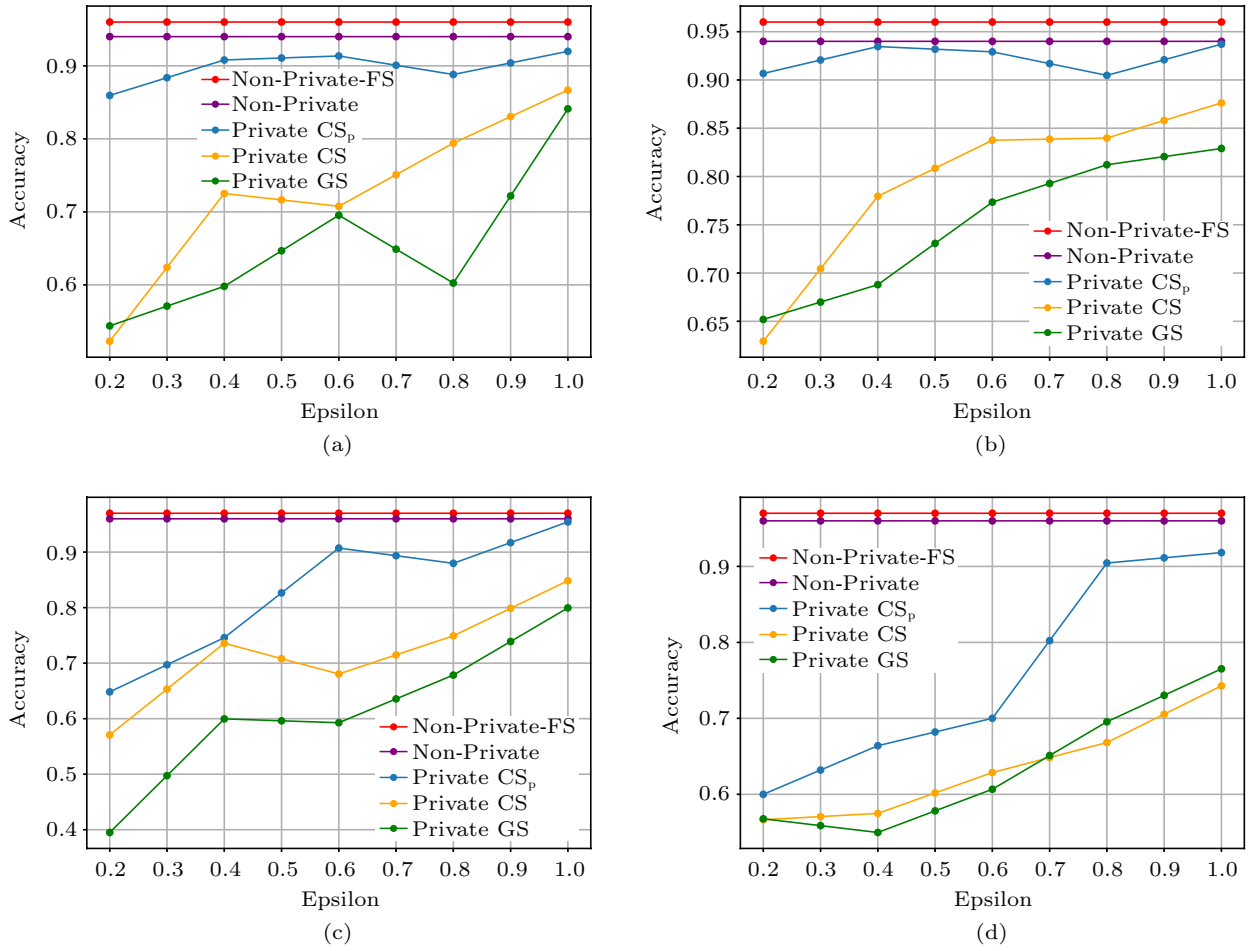 0.9
0.8
0.7
0.6
Accuracy
Non-Private-FS
Non-Private
Private CSₚ
Private CS
Private GS
0.2 0.3 0.4 0.5 0.6 0.7 0.8 0.9 1.0
Epsilon
(a)
0.95
0.90
0.85
0.80
0.75
0.70
0.65
Accuracy
Non-Private-FS
Non-Private
Private CSₚ
Private CS
Private GS
0.2 0.3 0.4 0.5 0.6 0.7 0.8 0.9 1.0
Epsilon
(b)
0.9
0.8
0.7
0.6
0.5
0.4
Accuracy
Non-Private-FS
Non-Private
Private CSₚ
Private CS
Private GS
0.2 0.3 0.4 0.5 0.6 0.7 0.8 0.9 1.0
Epsilon
(c)
0.9
0.8
0.7
0.6
Accuracy
Non-Private-FS
Non-Private
Private CSₚ
Private CS
Private GS
0.2 0.3 0.4 0.5 0.6 0.7 0.8 0.9 1.0
Epsilon
(d)